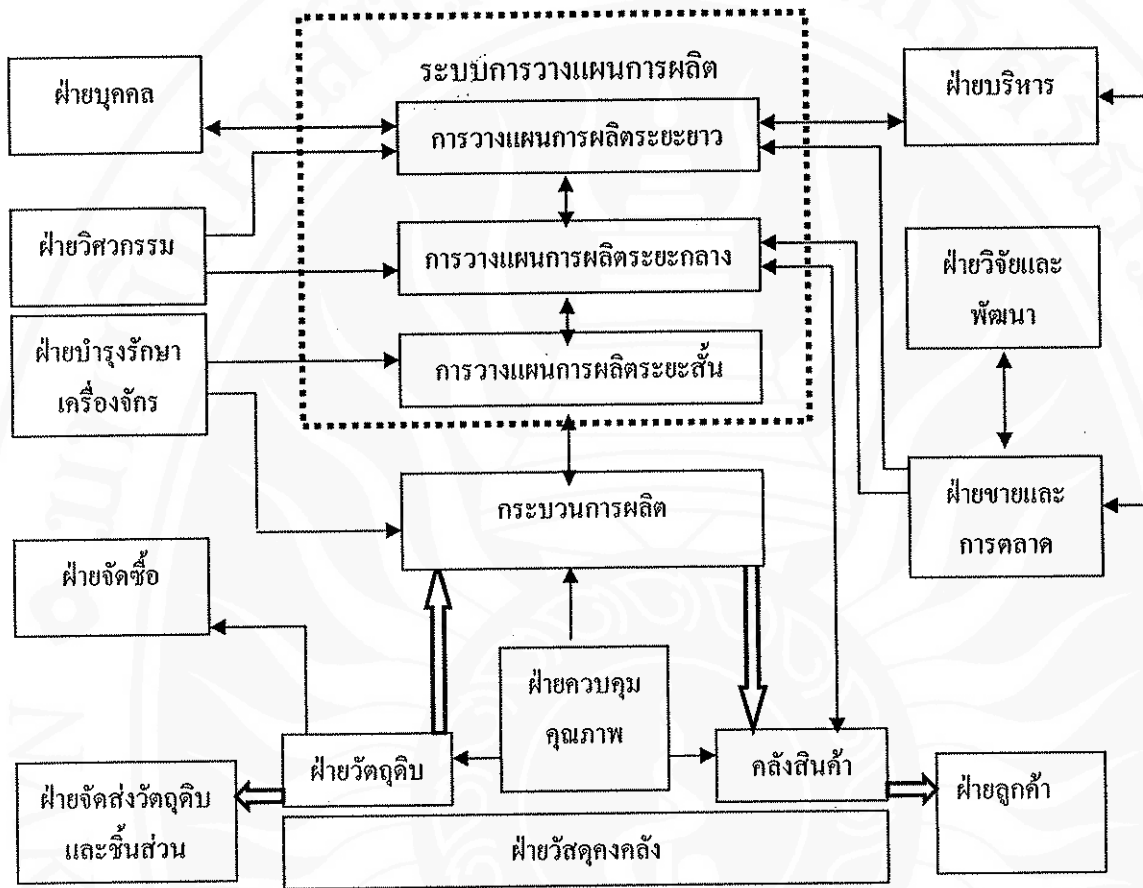 ระบบการวางแผนการผลิต
ฝ่ายบุคคล
การวางแผนการผลิตระยะยาว
ฝ่ายบริหาร
ฝ่ายวิศวกรรม
การวางแผนการผลิตระยะกลาง
ฝ่ายวิจัยและ
พัฒนา
ฝ่ายบำรุงรักษา
เครื่องจักร
การวางแผนการผลิตระยะสั้น
กระบวนการผลิต
ฝ่ายขายและ
การตลาด
ฝ่ายจัดซื้อ
ฝ่ายควบคุม
คุณภาพ
ฝ่ายวัตถุดิบ
คลังสินค้า
ฝ่ายจัดส่งวัตถุดิบ
และชิ้นส่วน
ฝ่ายลูกค้า
ฝ่ายวัสดุคงคลัง